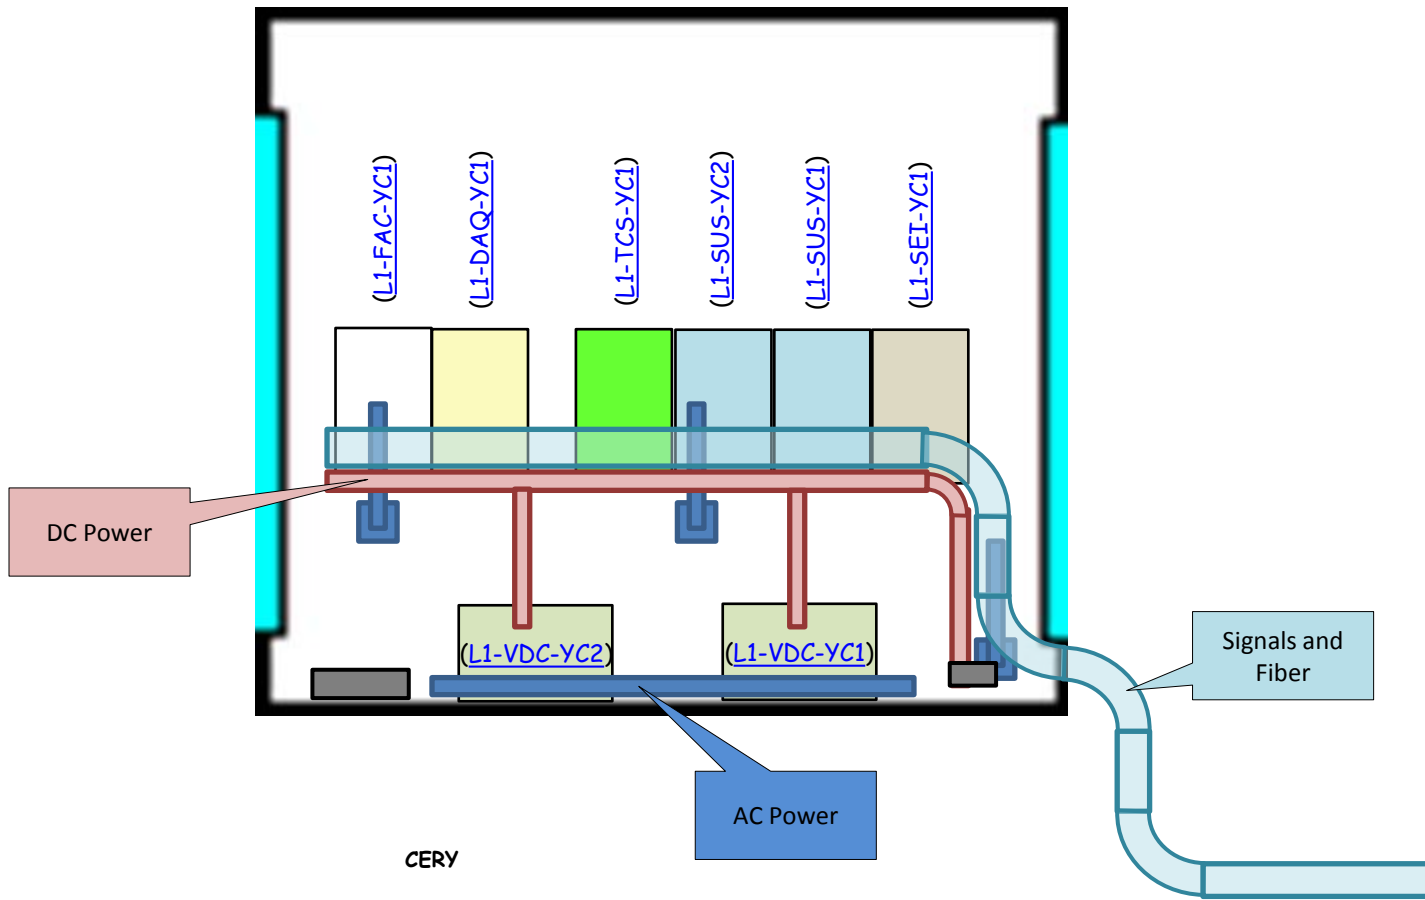 (L1-FAC-YC1)
(L1-DAQ-YC1)
(L1-TCS-YC1)
(L1-SUS-YC2)
(L1-SUS-YC1)
(L1-SEI-YC1)
DC Power
(L1-VDC-YC2)
(L1-VDC-YC1)
Signals and
Fiber
AC Power
CERY